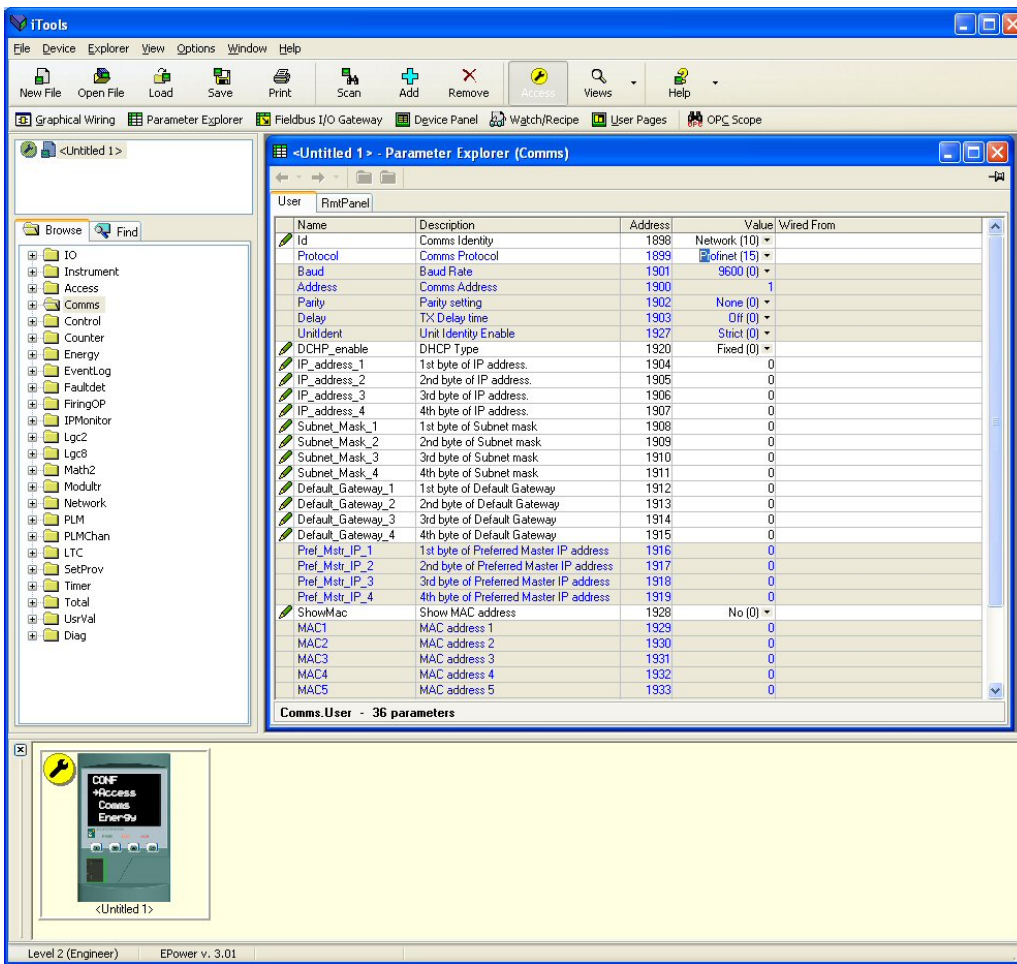 iTools
File Device Explorer View Options Window Help
New File Open File Load Save Print Scan Add Remove Access Views Help
Graphical Wiring Parameter Explorer Fieldbus I/O Gateway Device Panel Watch/Recipe User Pages OPC Scope
<Untitled 1>
Browse Find
IO
Instrument
Access
Comms
Control
Counter
Energy
EventLog
Faultdet
FiringOP
IPMonitor
Lgc2
Lgc8
Math2
Modultr
Network
PLM
PLMChan
LTC
SetProv
Timer
Total
UsrVal
Diag
<Untitled 1> - Parameter Explorer (Comms)
User RmtPanel
Name Description Address Value Wired From
Id Comms Identity 1898 Network (10)
Protocol Comms Protocol 1899 Profinet (15)
Baud Baud Rate 1901 9600 (0)
Address Comms Address 1900 1
Parity Parity setting 1902 None (0)
Delay TX Delay time 1903 Off (0)
UnitIdent Unit Identity Enable 1927 Strict (0)
DCHP_enable DHCP Type 1920 Fixed (0)
IP_address_1 1st byte of IP address. 1904 0
IP_address_2 2nd byte of IP address. 1905 0
IP_address_3 3rd byte of IP address. 1906 0
IP_address_4 4th byte of IP address. 1907 0
Subnet_Mask_1 1st byte of Subnet mask 1908 0
Subnet_Mask_2 2nd byte of Subnet mask 1909 0
Subnet_Mask_3 3rd byte of Subnet mask 1910 0
Subnet_Mask_4 4th byte of Subnet mask 1911 0
Default_Gateway_1 1st byte of Default Gateway 1912 0
Default_Gateway_2 2nd byte of Default Gateway 1913 0
Default_Gateway_3 3rd byte of Default Gateway 1914 0
Default_Gateway_4 4th byte of Default Gateway 1915 0
Pref_Mstr_IP_1 1st byte of Preferred Master IP address 1916 0
Pref_Mstr_IP_2 2nd byte of Preferred Master IP address 1917 0
Pref_Mstr_IP_3 3rd byte of Preferred Master IP address 1918 0
Pref_Mstr_IP_4 4th byte of Preferred Master IP address 1919 0
ShowMac Show MAC address 1928 No (0)
MAC1 MAC address 1 1929 0
MAC2 MAC address 2 1930 0
MAC3 MAC address 3 1931 0
MAC4 MAC address 4 1932 0
MAC5 MAC address 5 1933 0
Comms.User - 36 parameters
CONF
Access
Comms
Energy
<Untitled 1>
Level 2 (Engineer) EPower v. 3.01